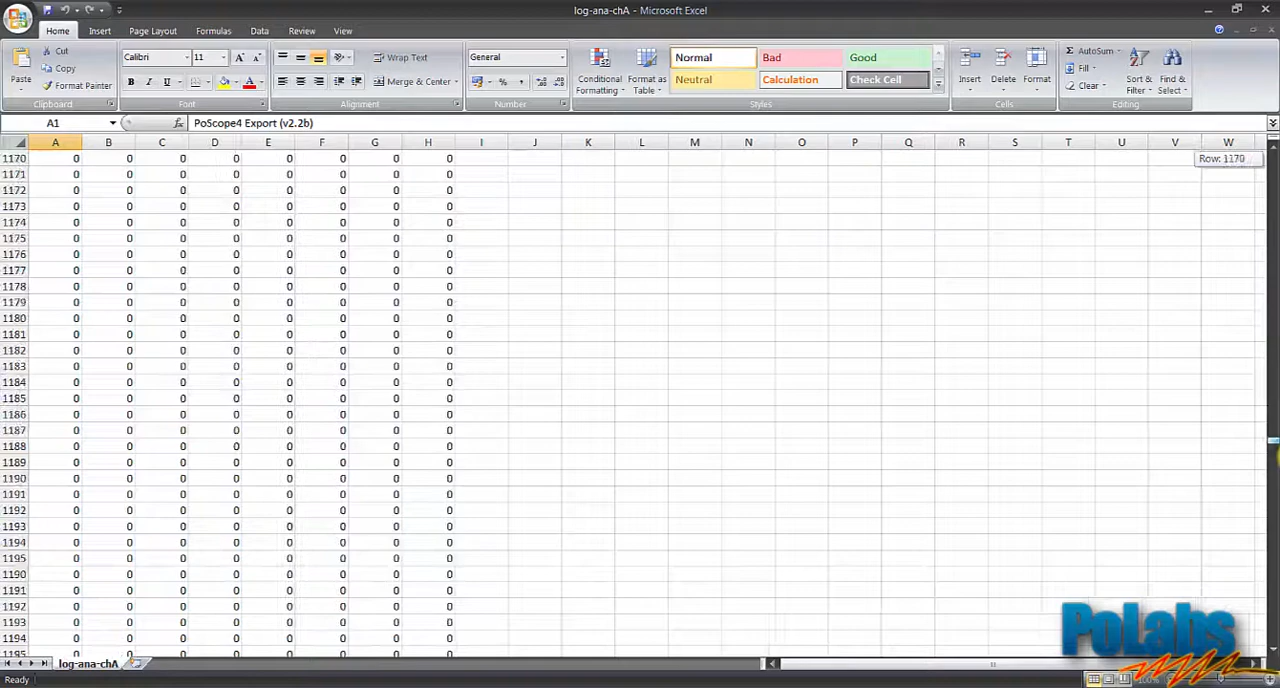 log-ana-chA - Microsoft Excel
Home Insert Page Layout Formulas Data Review View
Cut Calibri 11 Wrap Text General Conditional Formatting Format as Table Normal Bad Good Insert Delete Format AutoSum Sort & Filter Find & Select
Paste Copy Format Painter B I U Merge & Center % , Neutral Calculation Check Cell Fill Clear
Clipboard Font Alignment Number Styles Cells Editing
A1 fx PoScope4 Export (v2.2b)
A B C D E F G H I J K L M N O P Q R S T U V W
1170 0 0 0 0 0 0 0 0 Row: 1170
1171 0 0 0 0 0 0 0 0
1172 0 0 0 0 0 0 0 0
1173 0 0 0 0 0 0 0 0
1174 0 0 0 0 0 0 0 0
1175 0 0 0 0 0 0 0 0
1176 0 0 0 0 0 0 0 0
1177 0 0 0 0 0 0 0 0
1178 0 0 0 0 0 0 0 0
1179 0 0 0 0 0 0 0 0
1180 0 0 0 0 0 0 0 0
1181 0 0 0 0 0 0 0 0
1182 0 0 0 0 0 0 0 0
1183 0 0 0 0 0 0 0 0
1184 0 0 0 0 0 0 0 0
1185 0 0 0 0 0 0 0 0
1186 0 0 0 0 0 0 0 0
1187 0 0 0 0 0 0 0 0
1188 0 0 0 0 0 0 0 0
1189 0 0 0 0 0 0 0 0
1190 0 0 0 0 0 0 0 0
1191 0 0 0 0 0 0 0 0
1192 0 0 0 0 0 0 0 0
1193 0 0 0 0 0 0 0 0
1194 0 0 0 0 0 0 0 0
1195 0 0 0 0 0 0 0 0
1190 0 0 0 0 0 0 0 0
1191 0 0 0 0 0 0 0 0
1192 0 0 0 0 0 0 0 0
1193 0 0 0 0 0 0 0 0
1194 0 0 0 0 0 0 0 0
1195 0 0 0 0 0 0 0 0
PoLabs
log-ana-chA
Ready 100%